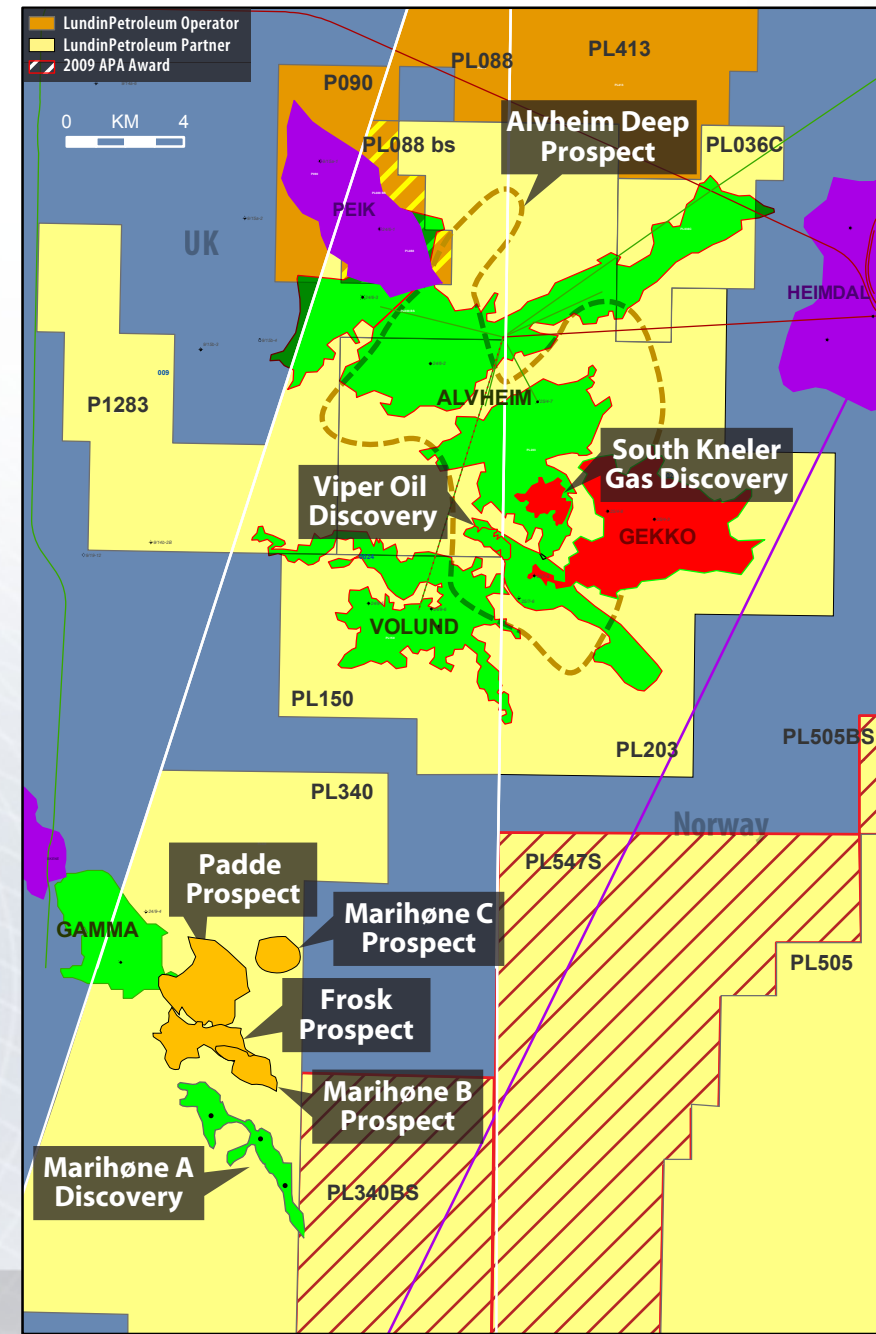 LundinPetroleum Operator
LundinPetroleum Partner
2009 APA Award
0 KM 4
P090
PL088
PL413
PL088 bs
Alvheim Deep
Prospect
PL036C
PEIK
UK
HEIMDAL
009
P1283
ALVHEIM
South Kneler
Gas Discovery
Viper Oil
Discovery
GEKKO
VOLUND
PL150
PL203
PL505BS
PL340
Norway
PL547S
Padde
Prospect
Marihøne C
Prospect
GAMMA
PL505
Frosk
Prospect
Marihøne B
Prospect
Marihøne A
Discovery
PL340BS